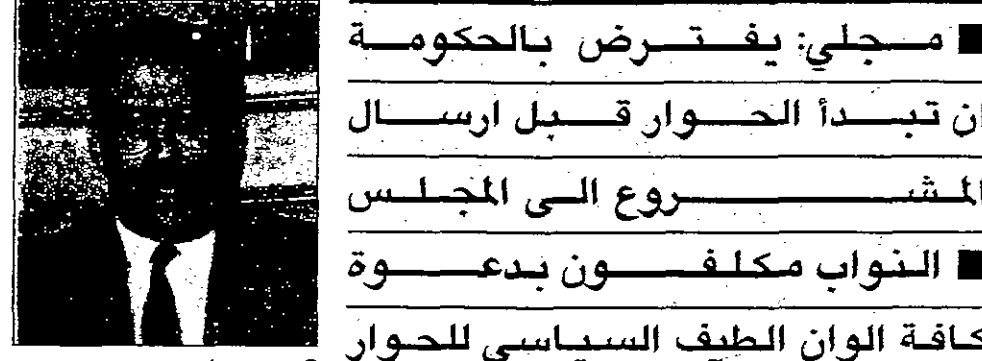 ■ مجلي: يفترض بالحكومة
ان تبدأ الحوار قبل ارسال
المشروع الى المجلس
■ النواب مكلفون بدعوة
كافة الوان الطيف السياسي للحوار